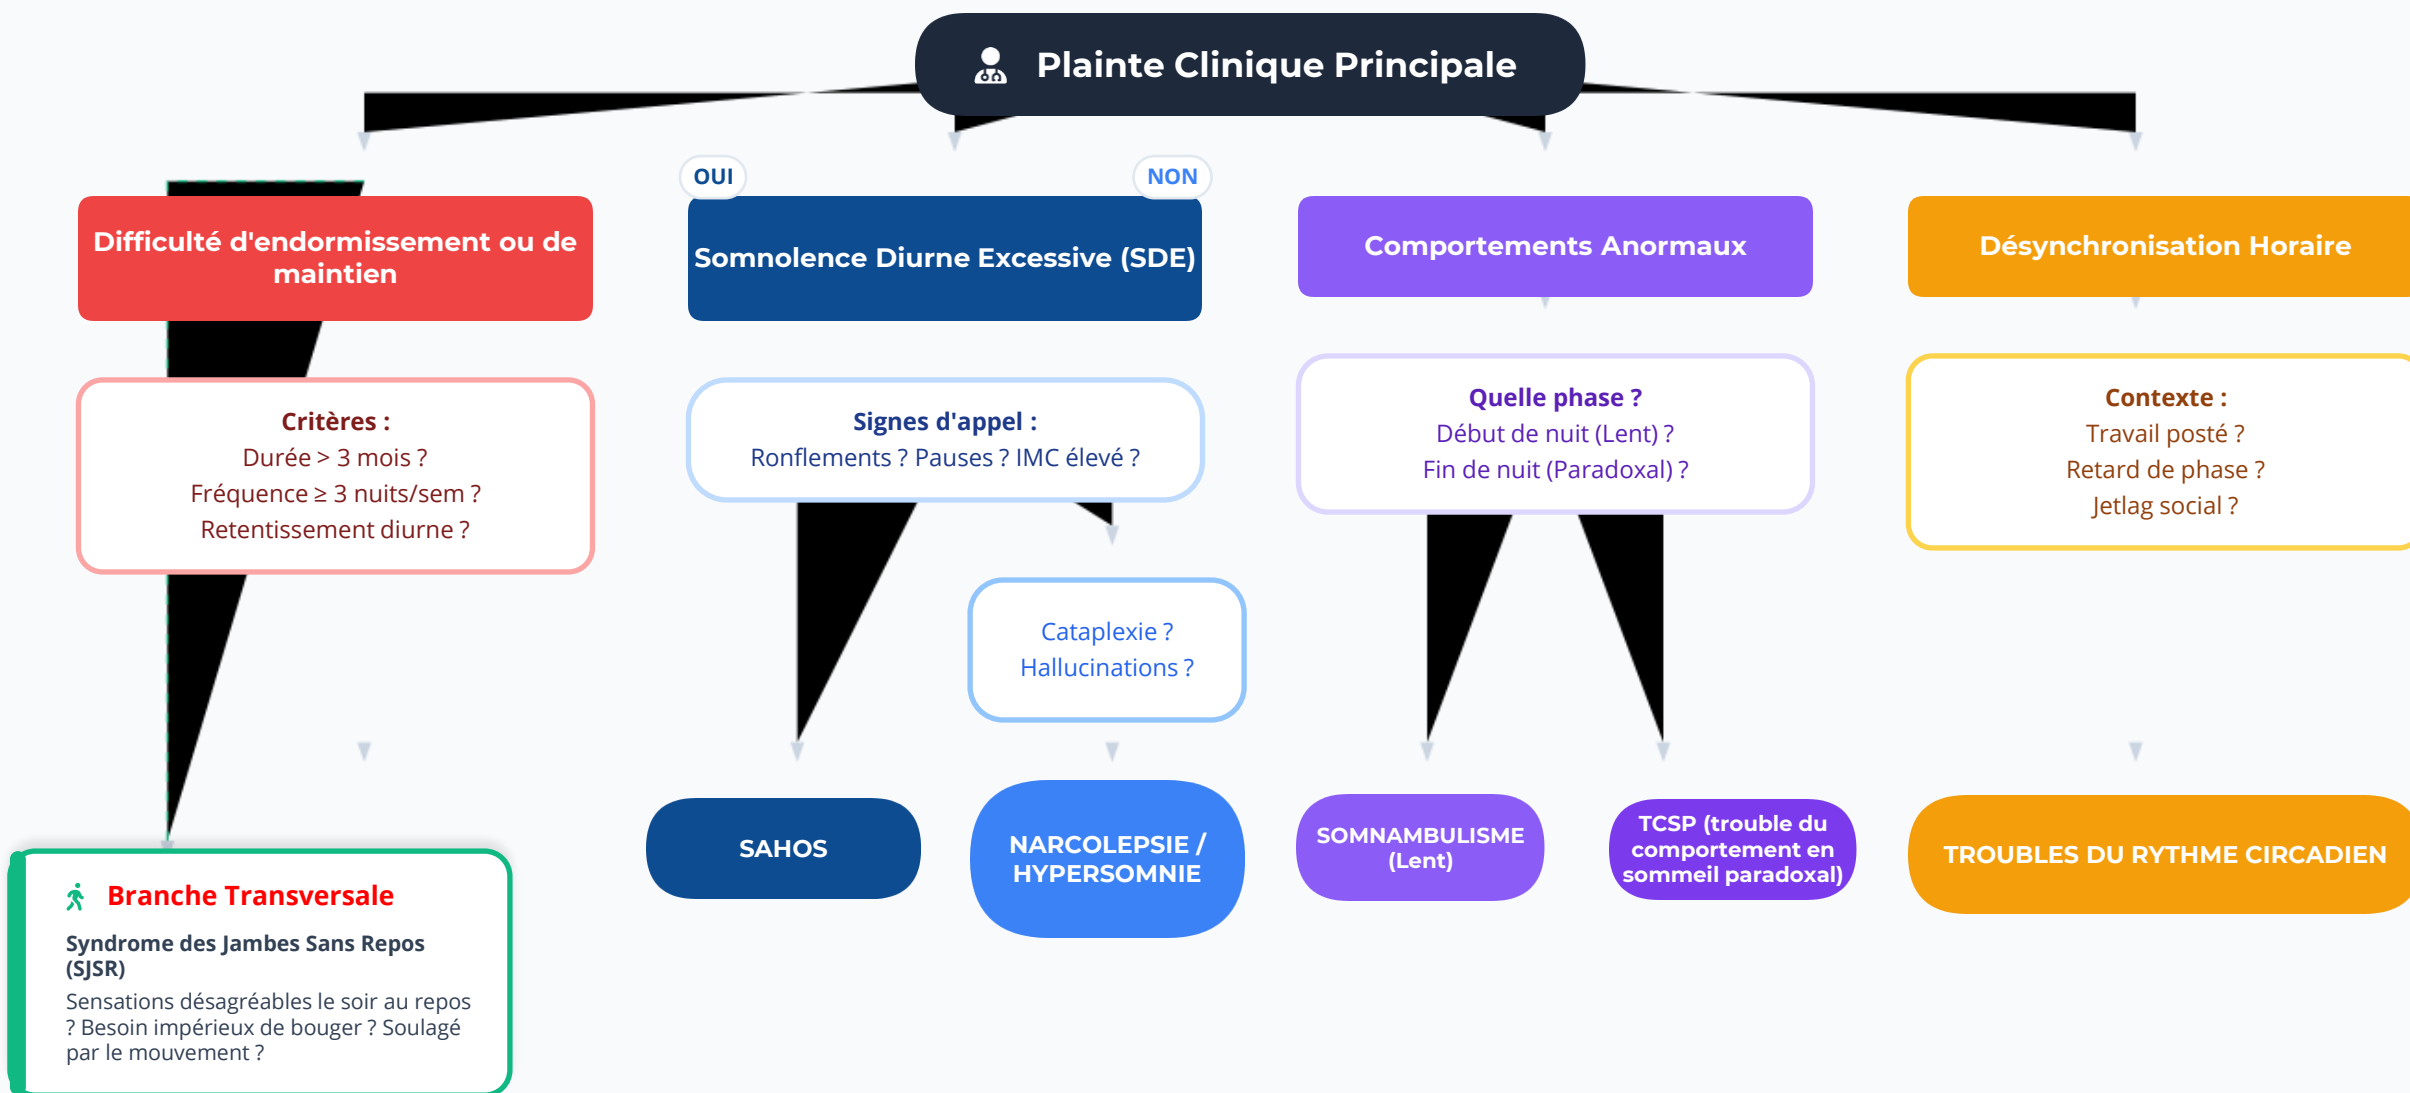 Plainte Clinique Principale
OUI
NON
Difficulté d'endormissement ou de
maintien
Somnolence Diurne Excessive (SDE)
Comportements Anormaux
Désynchronisation Horaire
Critères :
Durée > 3 mois ?
Fréquence ≥ 3 nuits/sem ?
Retentissement diurne ?
Signes d'appel :
Ronflements ? Pauses ? IMC élevé ?
Quelle phase ?
Début de nuit (Lent) ?
Fin de nuit (Paradoxal) ?
Contexte :
Travail posté ?
Retard de phase ?
Jetlag social ?
Cataplexie ?
Hallucinations ?
SAHOS
NARCOLEPSIE /
HYPERSOMNIE
SOMNAMBULISME
(Lent)
TCSP (trouble du
comportement en
sommeil paradoxal)
TROUBLES DU RYTHME CIRCADIEN
Branche Transversale
Syndrome des Jambes Sans Repos
(SJSR)
Sensations désagréables le soir au repos
? Besoin impérieux de bouger ? Soulagé
par le mouvement ?